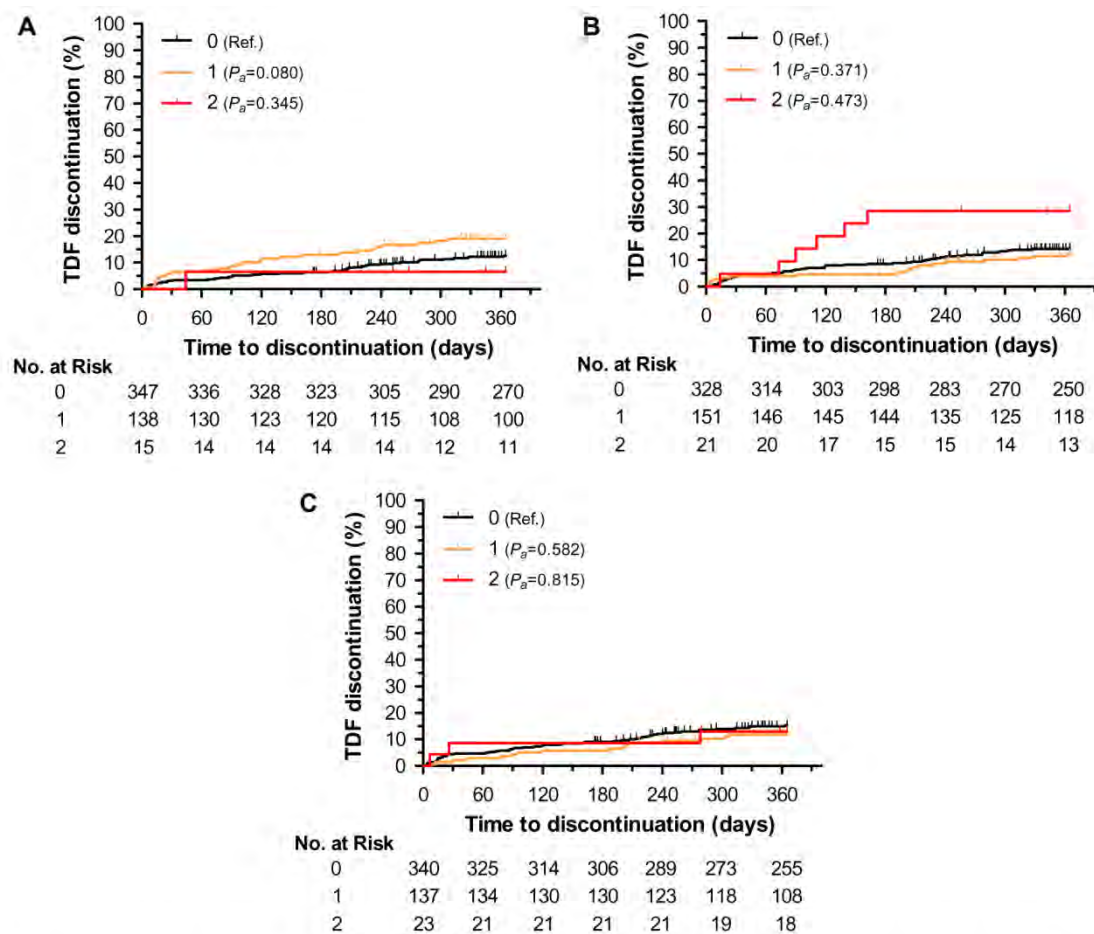 A
TDF discontinuation (%)
100
90
80
70
60
50
40
30
20
10
0
0 (Ref.)
1 (Pa=0.080)
2 (Pa=0.345)
0 60 120 180 240 300 360
Time to discontinuation (days)
No. at Risk
0 347 336 328 323 305 290 270
1 138 130 123 120 115 108 100
2 15 14 14 14 14 12 11
B
TDF discontinuation (%)
100
90
80
70
60
50
40
30
20
10
0
0 (Ref.)
1 (Pa=0.371)
2 (Pa=0.473)
0 60 120 180 240 300 360
Time to discontinuation (days)
No. at Risk
0 328 314 303 298 283 270 250
1 151 146 145 144 135 125 118
2 21 20 17 15 15 14 13
C
TDF discontinuation (%)
100
90
80
70
60
50
40
30
20
10
0
0 (Ref.)
1 (Pa=0.582)
2 (Pa=0.815)
0 60 120 180 240 300 360
Time to discontinuation (days)
No. at Risk
0 340 325 314 306 289 273 255
1 137 134 130 130 123 118 108
2 23 21 21 21 21 19 18